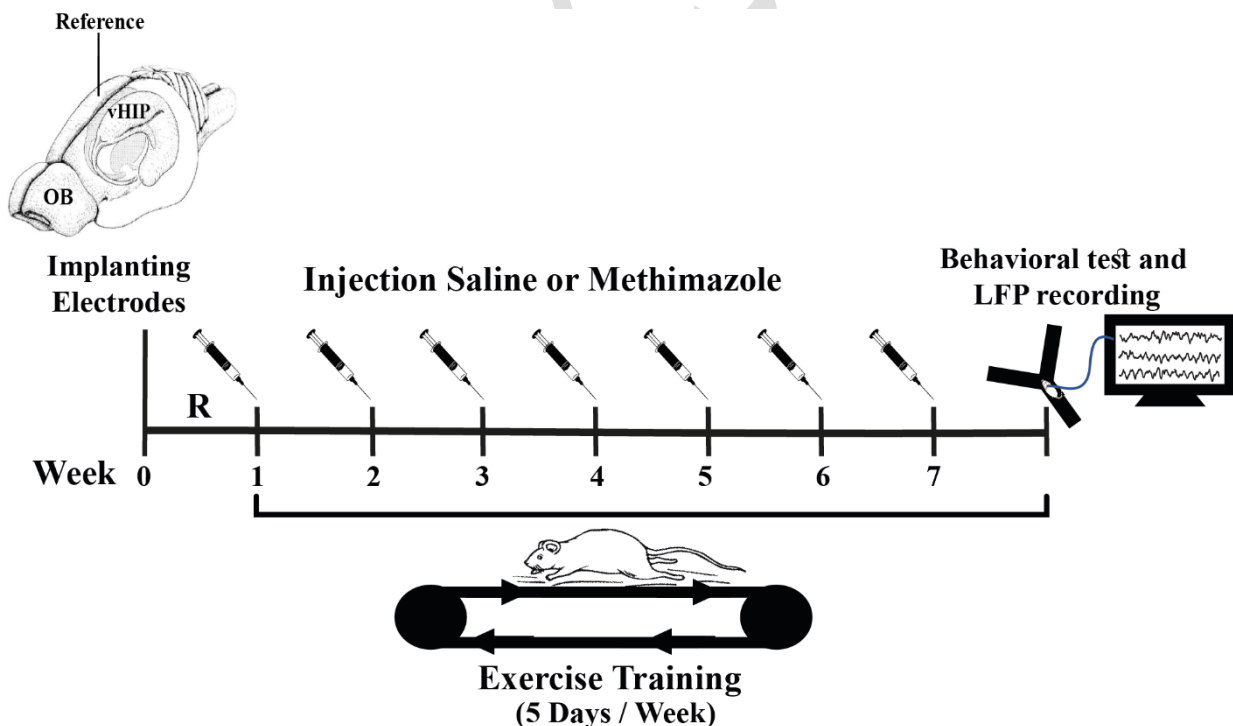 Reference
vHIP
OB
Implanting
Electrodes
Injection Saline or Methimazole
Behavioral test and
LFP recording
R
Week 0 1 2 3 4 5 6 7
Exercise Training
(5 Days / Week)